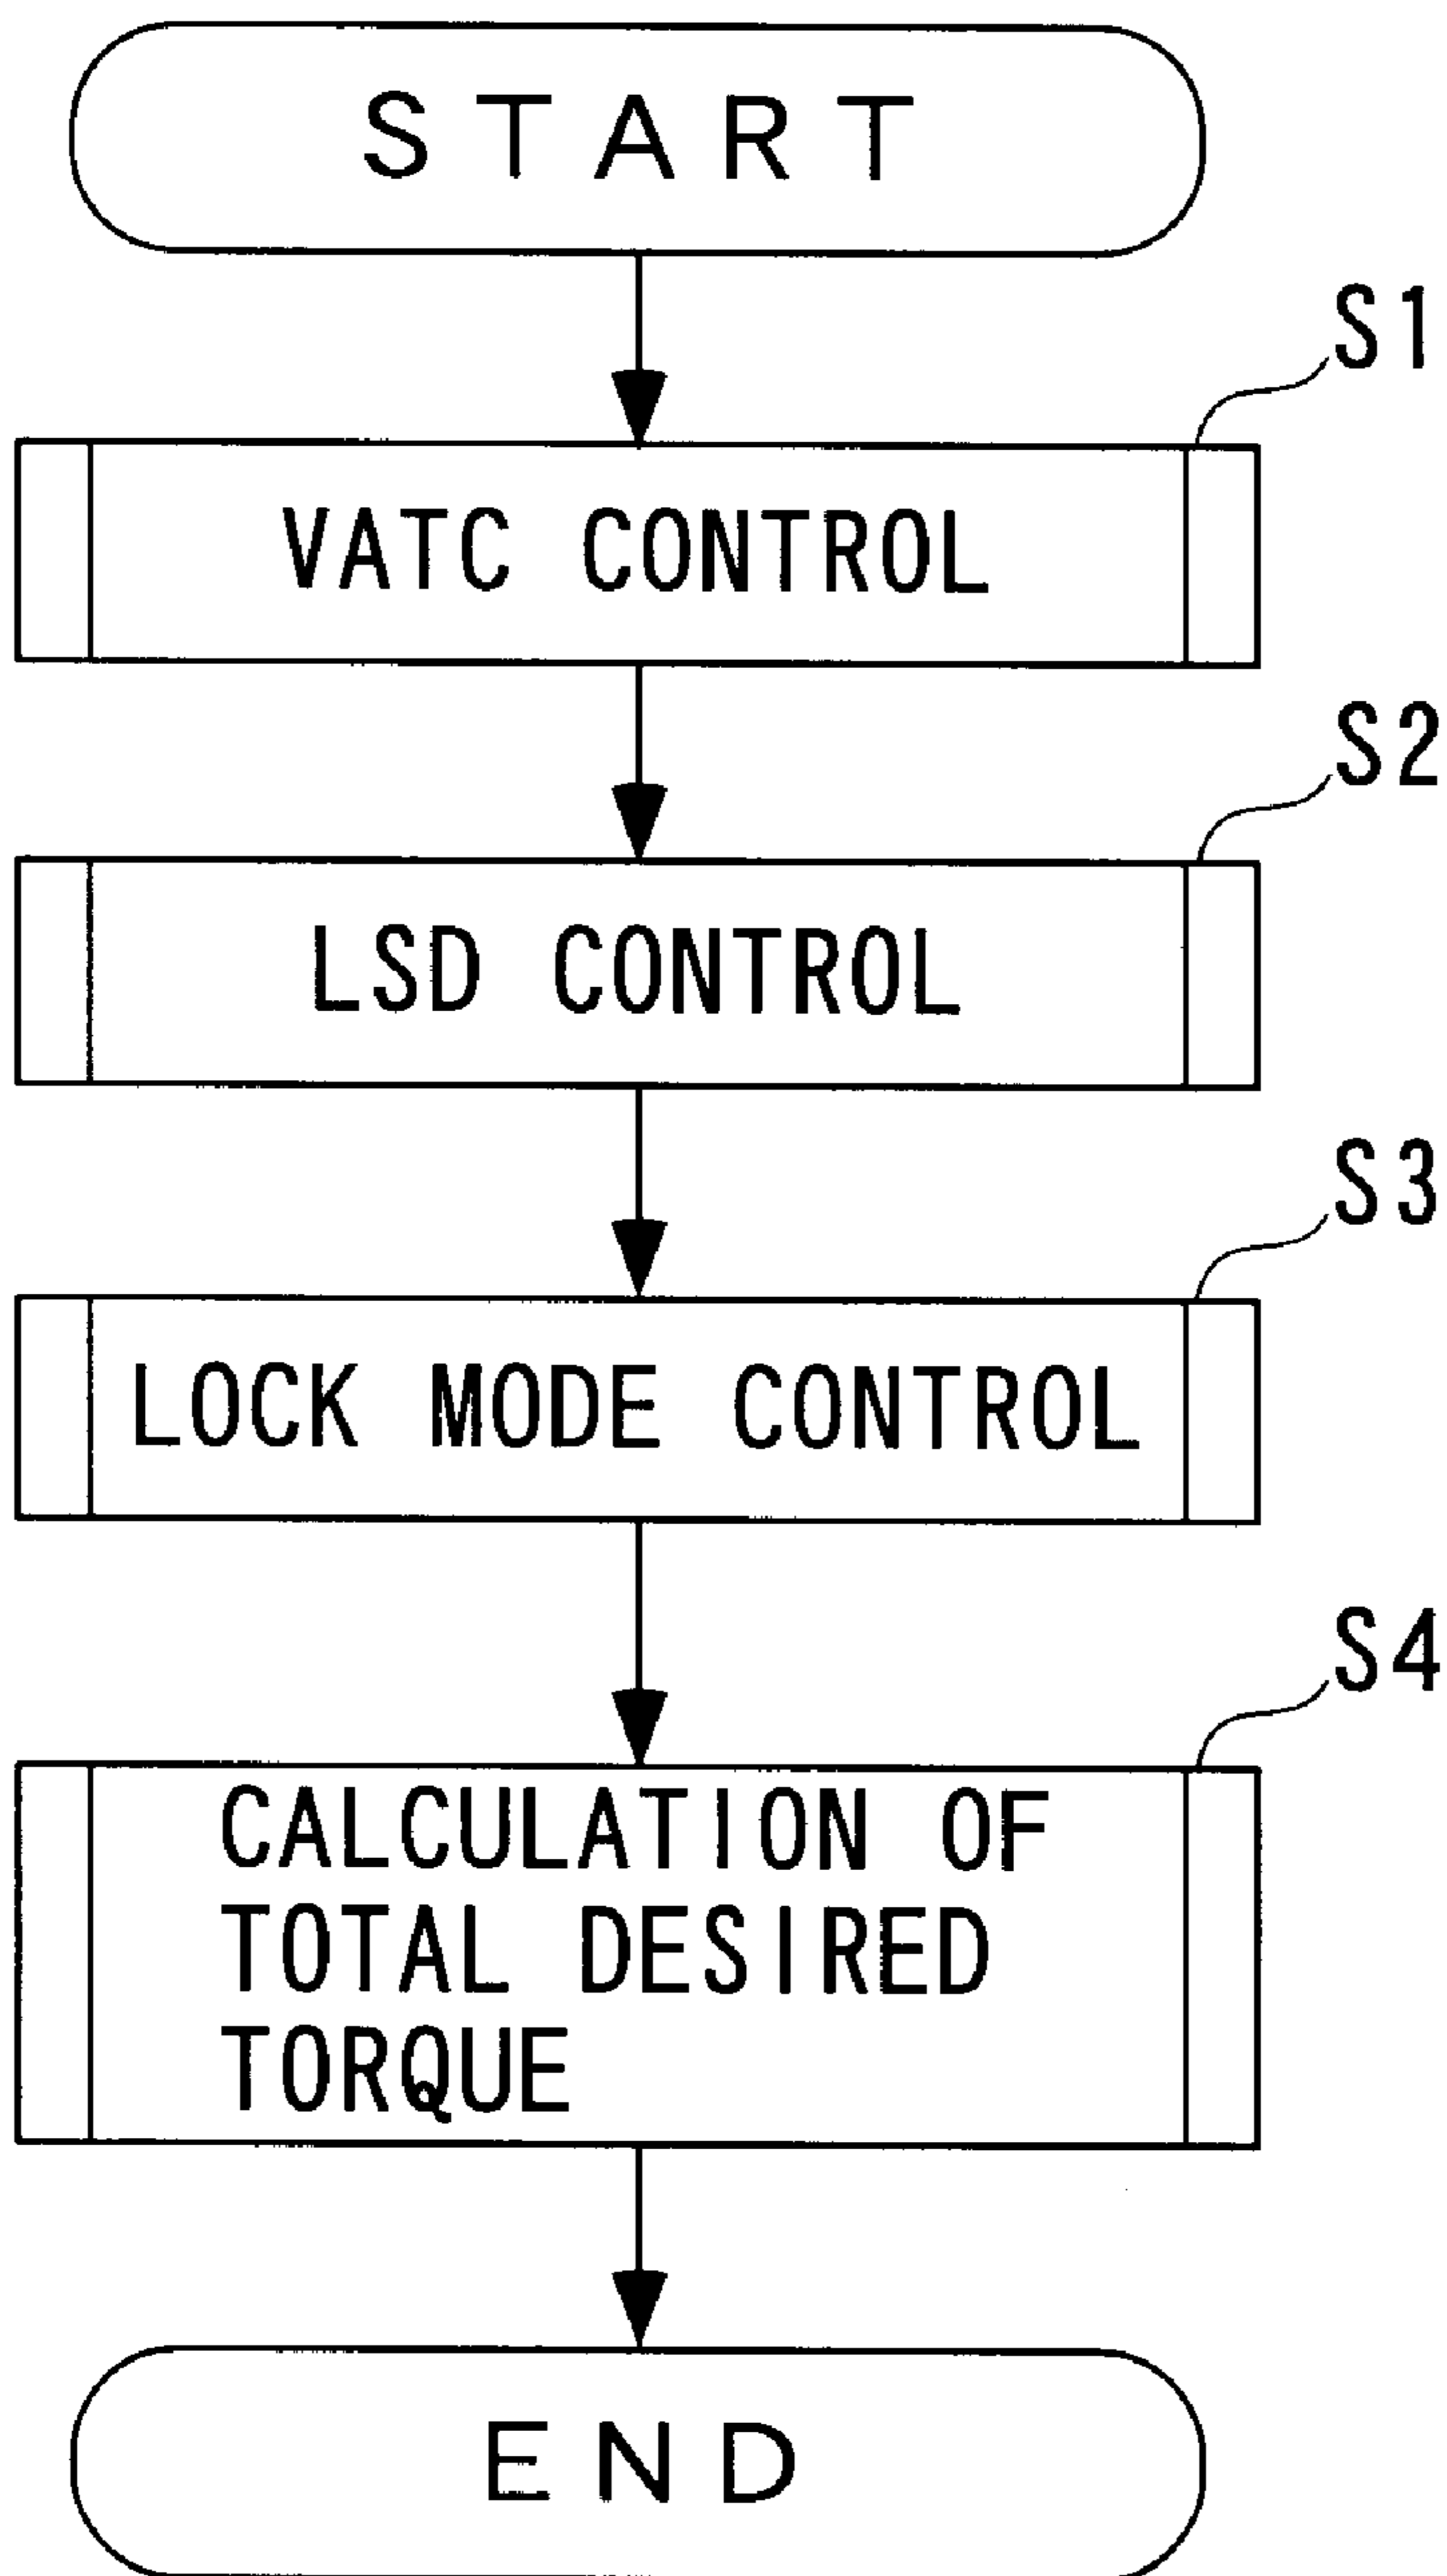 START
S1
VATC CONTROL
S2
LSD CONTROL
S3
LOCK MODE CONTROL
S4
CALCULATION OF
TOTAL DESIRED
TORQUE
END